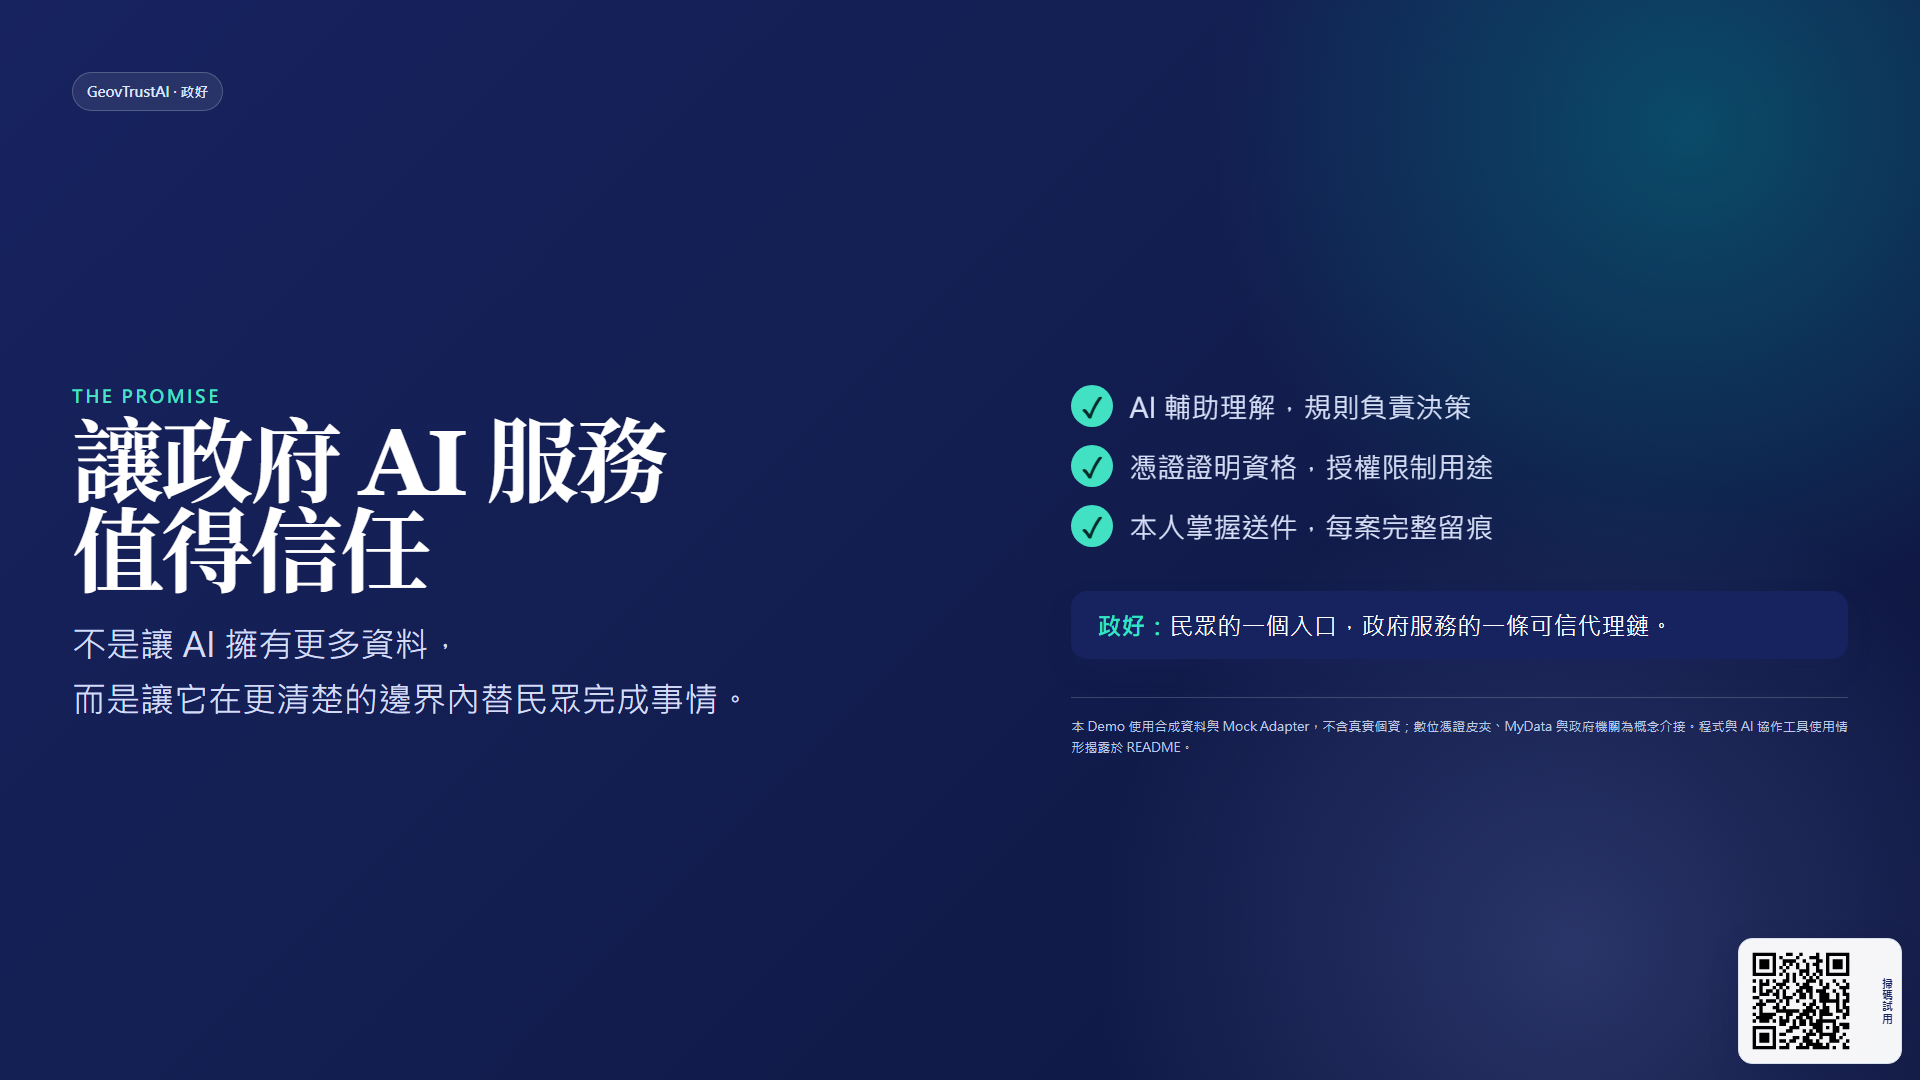 GeovTrustAI · 政好
THE PROMISE
讓政府 AI 服務
值得信任
不是讓 AI 擁有更多資料，
而是讓它在更清楚的邊界內替民眾完成事情。
AI 輔助理解，規則負責決策
憑證證明資格，授權限制用途
本人掌握送件，每案完整留痕
政好：民眾的一個入口，政府服務的一條可信代理鏈。
本 Demo 使用合成資料與 Mock Adapter，不含真實個資；數位憑證皮夾、MyData 與政府機關為概念介接。程式與 AI 協作工具使用情
形揭露於 README。
掃碼試用